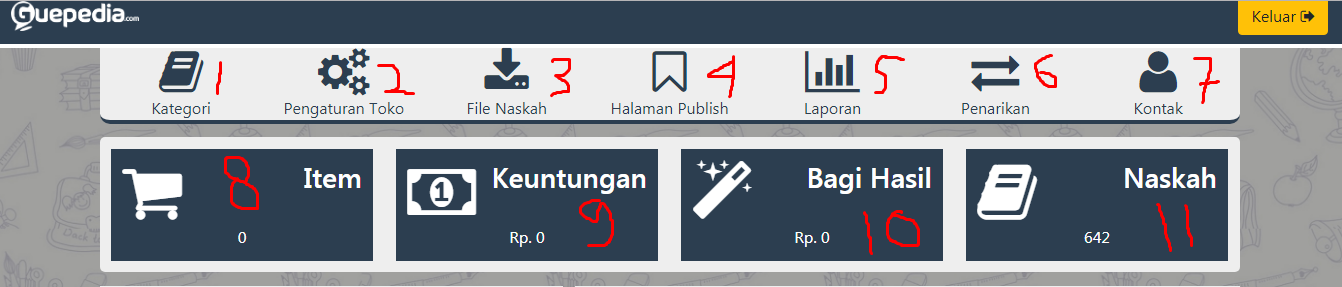 Guepedia.com
Keluar
1 2 3 4 5 6 7
Kategori Pengaturan Toko File Naskah Halaman Publish Laporan Penarikan Kontak
8 Item 1 Keuntungan Bagi Hasil Naskah
0 Rp. 0 9 Rp. 0 10 642 11